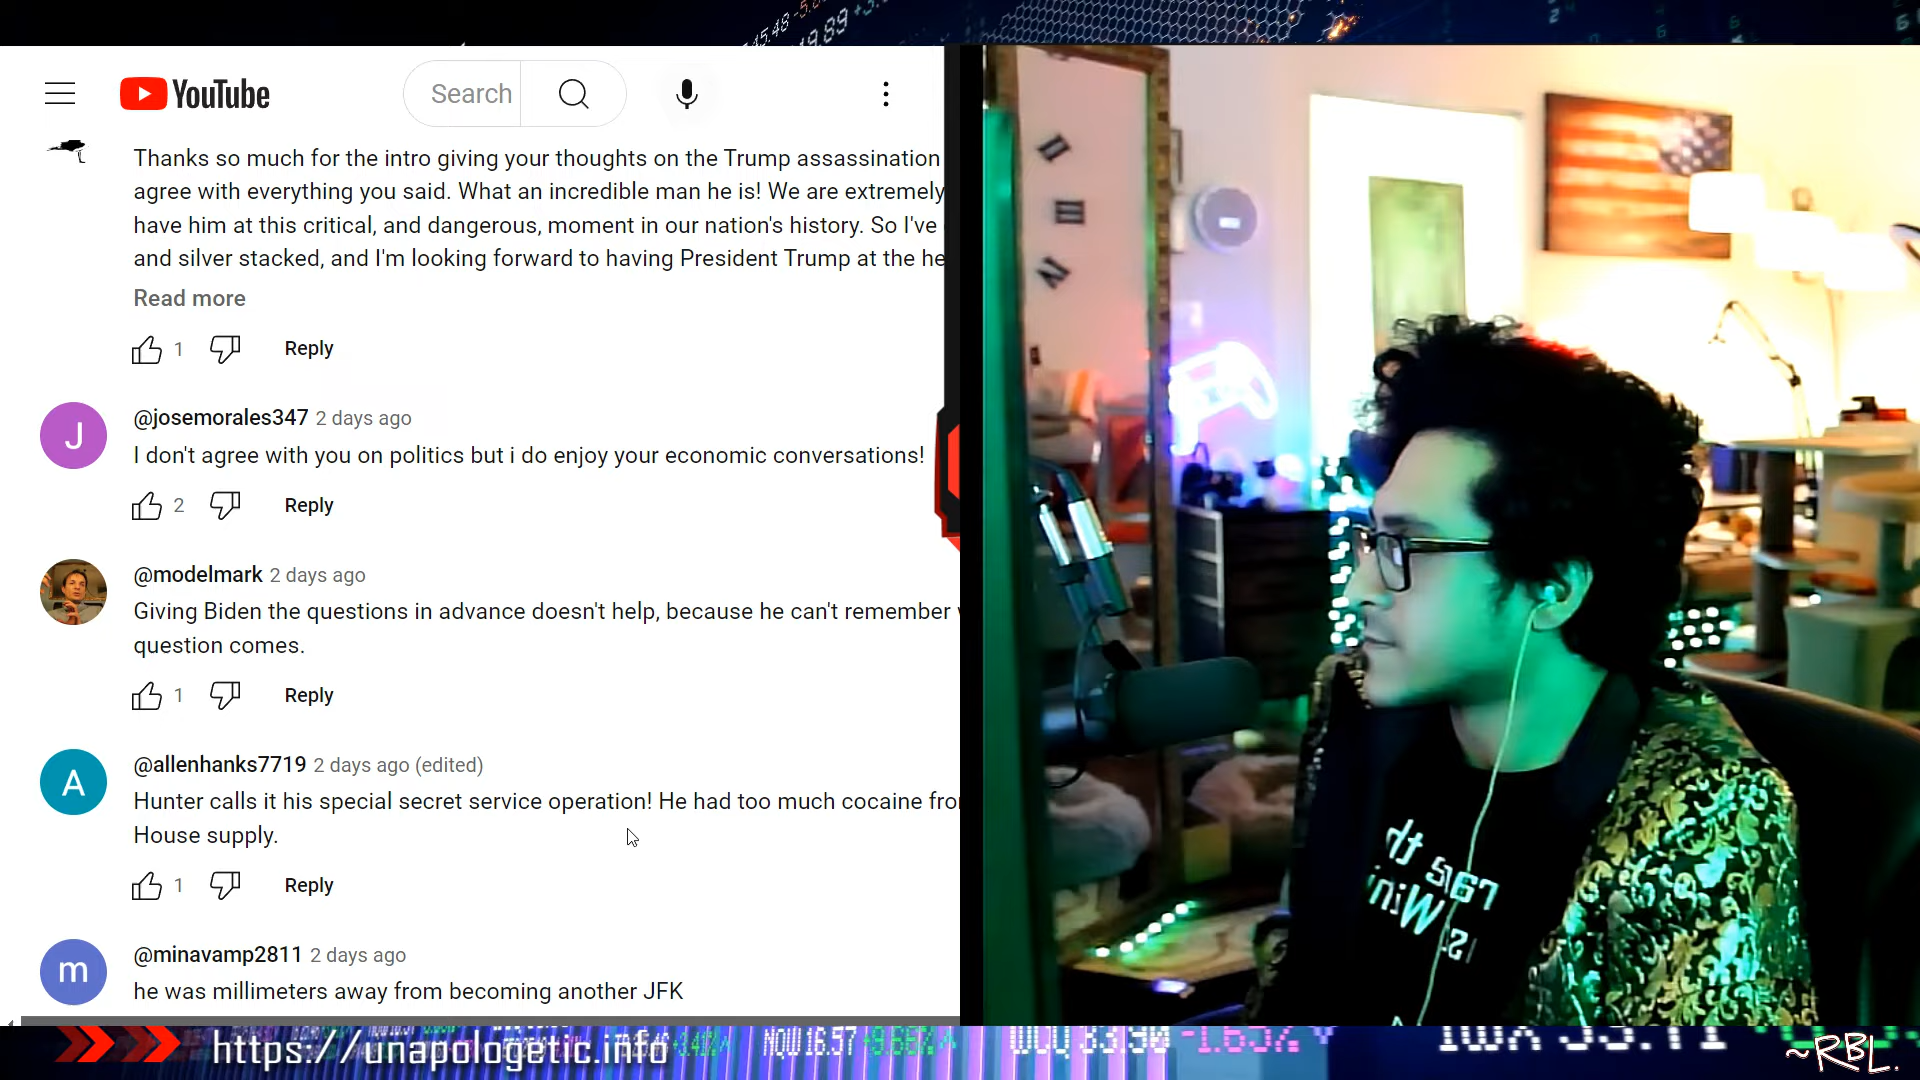 45.48
9.89
YouTube
Search
Thanks so much for the intro giving your thoughts on the Trump assassination
agree with everything you said. What an incredible man he is! We are extremely
have him at this critical, and dangerous, moment in our nation's history. So I've
and silver stacked, and I'm looking forward to having President Trump at the he
Read more
1 Reply
J @josemorales347 2 days ago
I don't agree with you on politics but i do enjoy your economic conversations!
2 Reply
@modelmark 2 days ago
Giving Biden the questions in advance doesn't help, because he can't remember
question comes.
1 Reply
A @allenhanks7719 2 days ago (edited)
Hunter calls it his special secret service operation! He had too much cocaine fro
House supply.
1 Reply
m @minavamp2811 2 days ago
he was millimeters away from becoming another JFK
https://unapologetic.info
~RBL.